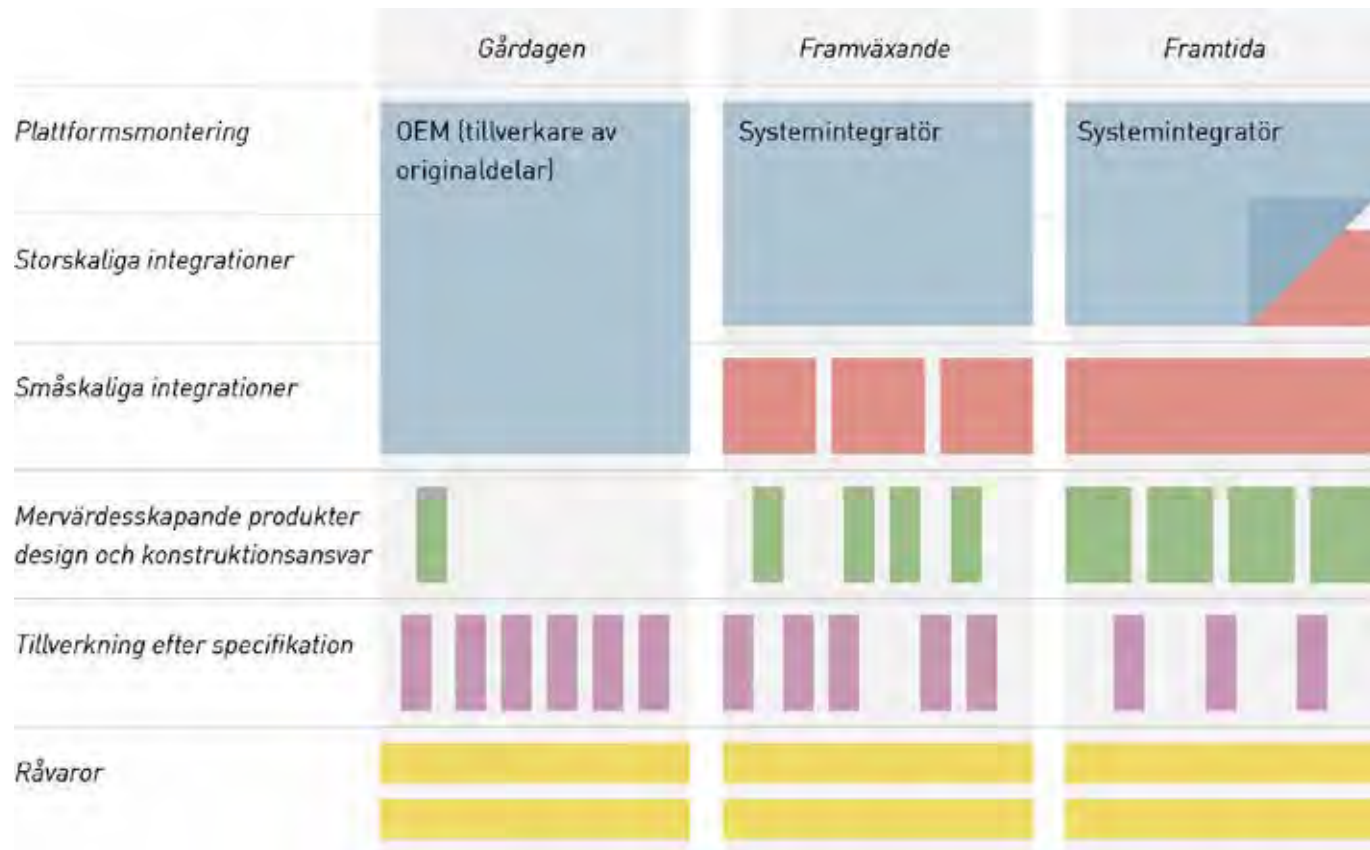 Gårdagen
Framväxande
Framtida
Plattformsmontering
OEM (tillverkare av
originaldelar)
Systemintegratör
Systemintegratör
Storskaliga integrationer
Småskaliga integrationer
Mervärdesskapande produkter
design och konstruktionsansvar
Tillverkning efter specifikation
Råvaror